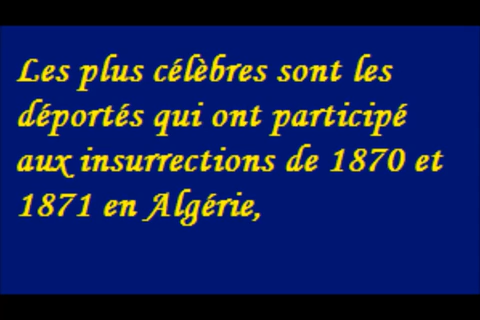 Les plus célèbres sont les
déportés qui ont participé
aux insurrections de 1870 et
1871 en Algérie,